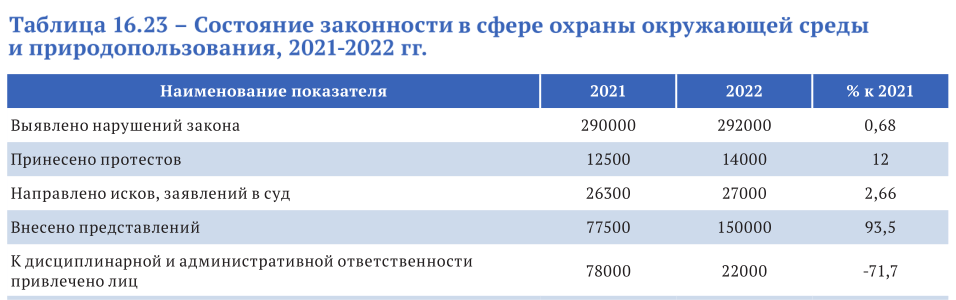 Таблица 16.23 – Состояние законности в сфере охраны окружающей среды
и природопользования, 2021-2022 гг.
Наименование показателя 2021 2022 % к 2021
Выявлено нарушений закона 290000 292000 0,68
Принесено протестов 12500 14000 12
Направлено исков, заявлений в суд 26300 27000 2,66
Внесено представлений 77500 150000 93,5
К дисциплинарной и административной ответственности
привлечено лиц 78000 22000 -71,7